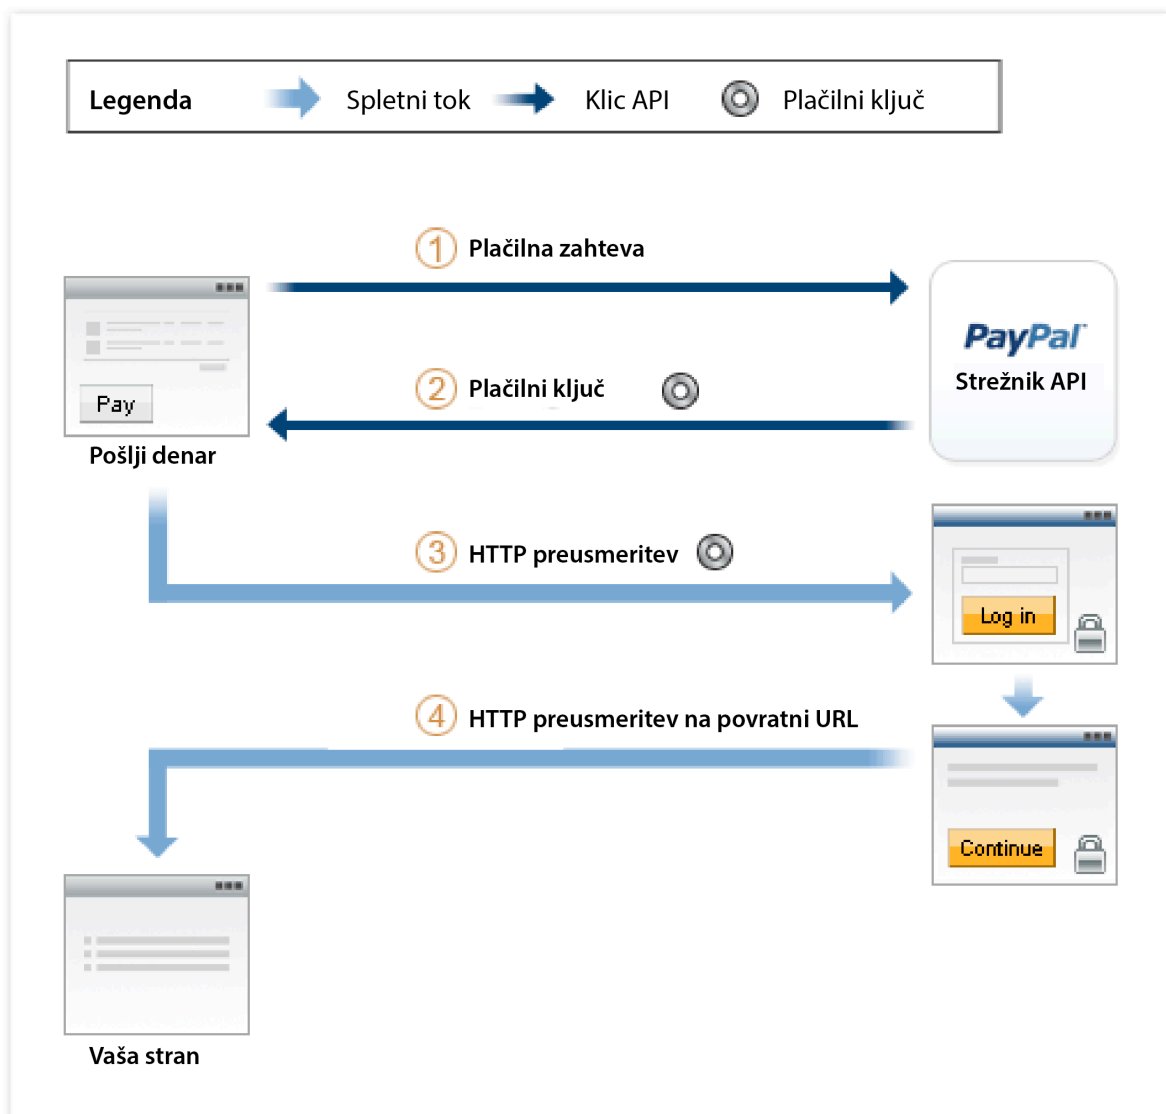 Legenda Spletni tok Klic API Plačilni ključ
1 Plačilna zahteva
PayPal
Strežnik API
2 Plačilni ključ
Pay
Pošlji denar
3 HTTP preusmeritev
Log in
4 HTTP preusmeritev na povratni URL
Continue
Vaša stran